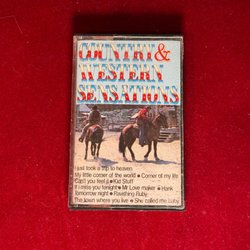 COUNTRY &
WESTERN
SENSATIONS
I just took a trip to heaven
My little corner of the world • Corner of my life
Can't you feel it • Kid Stuff
If I miss you tonight • Mr Love maker • Hank
Tomorrow night • Ravishing Ruby
The town where you live • She called me baby